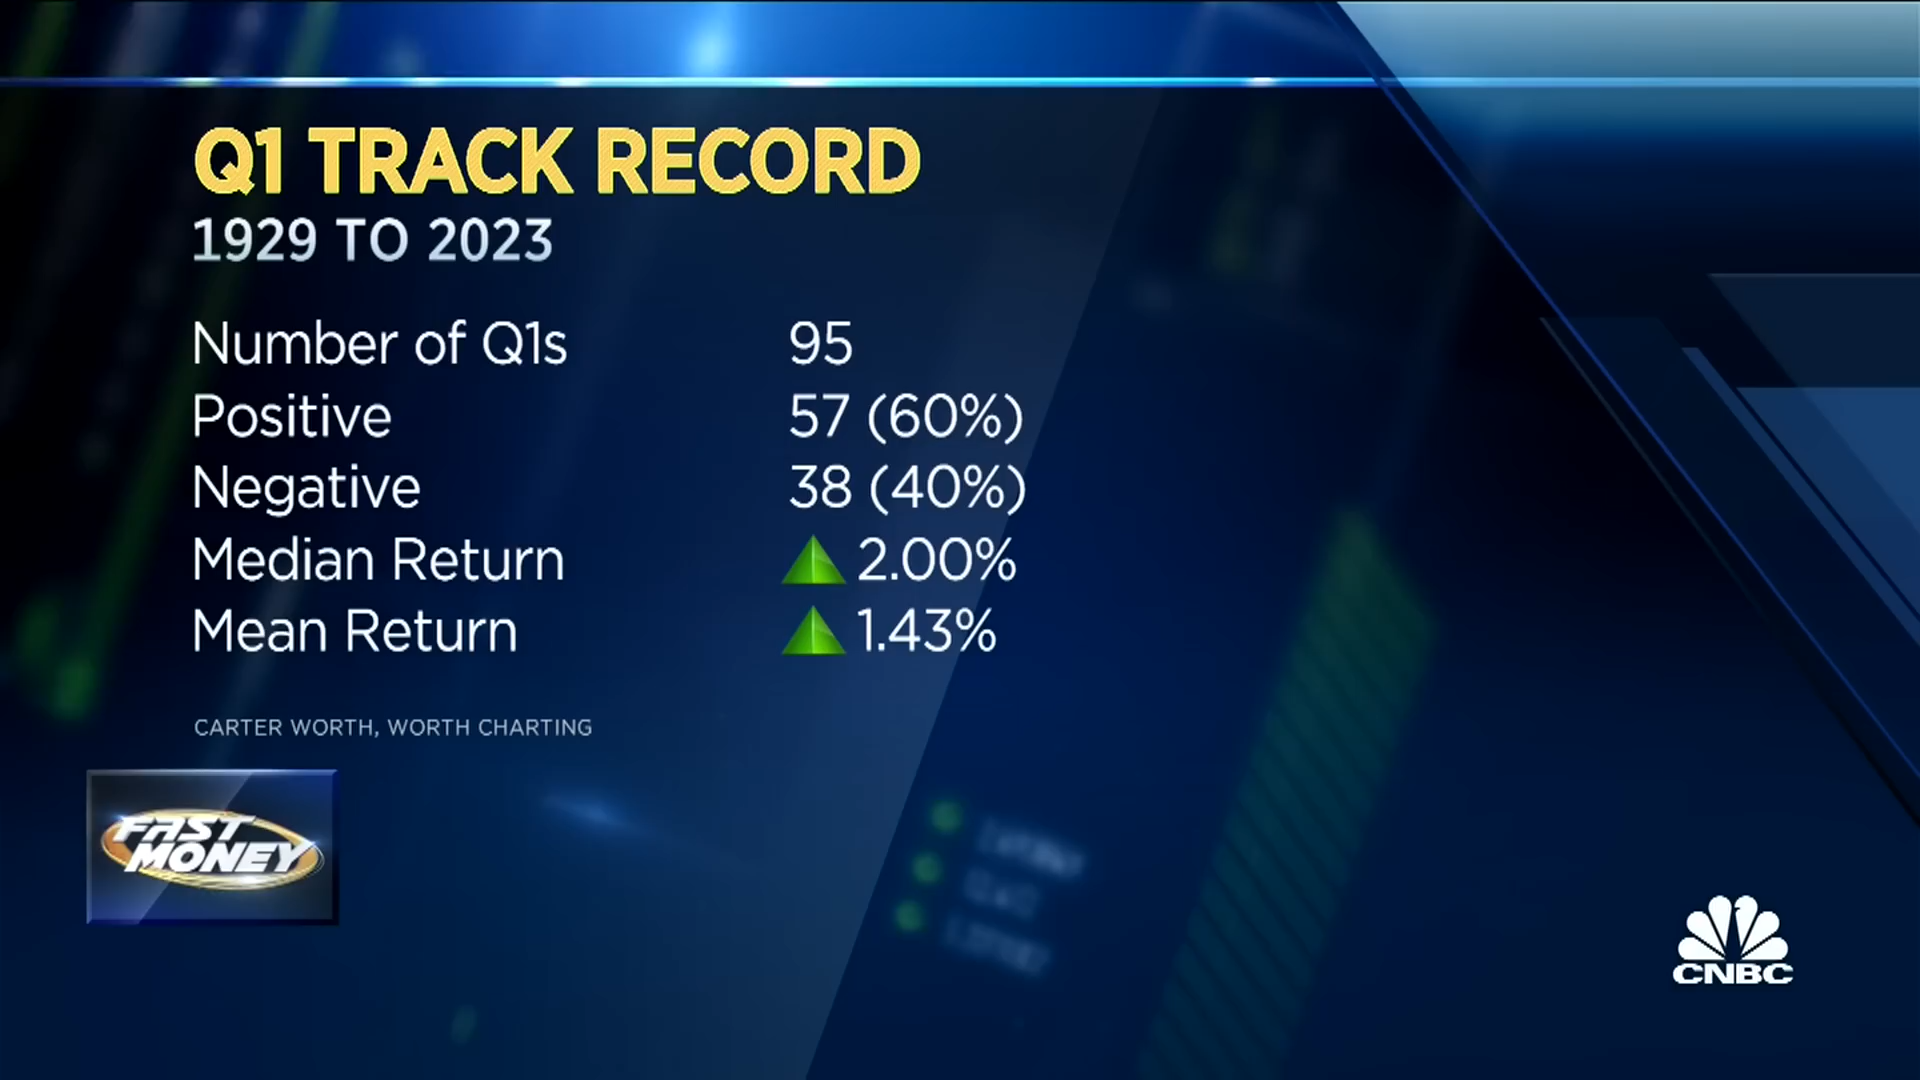 Q1 TRACK RECORD
1929 TO 2023
Number of Q1s 95
Positive 57 (60%)
Negative 38 (40%)
Median Return 2.00%
Mean Return 1.43%
CARTER WORTH, WORTH CHARTING
FAST
MONEY
CNBC